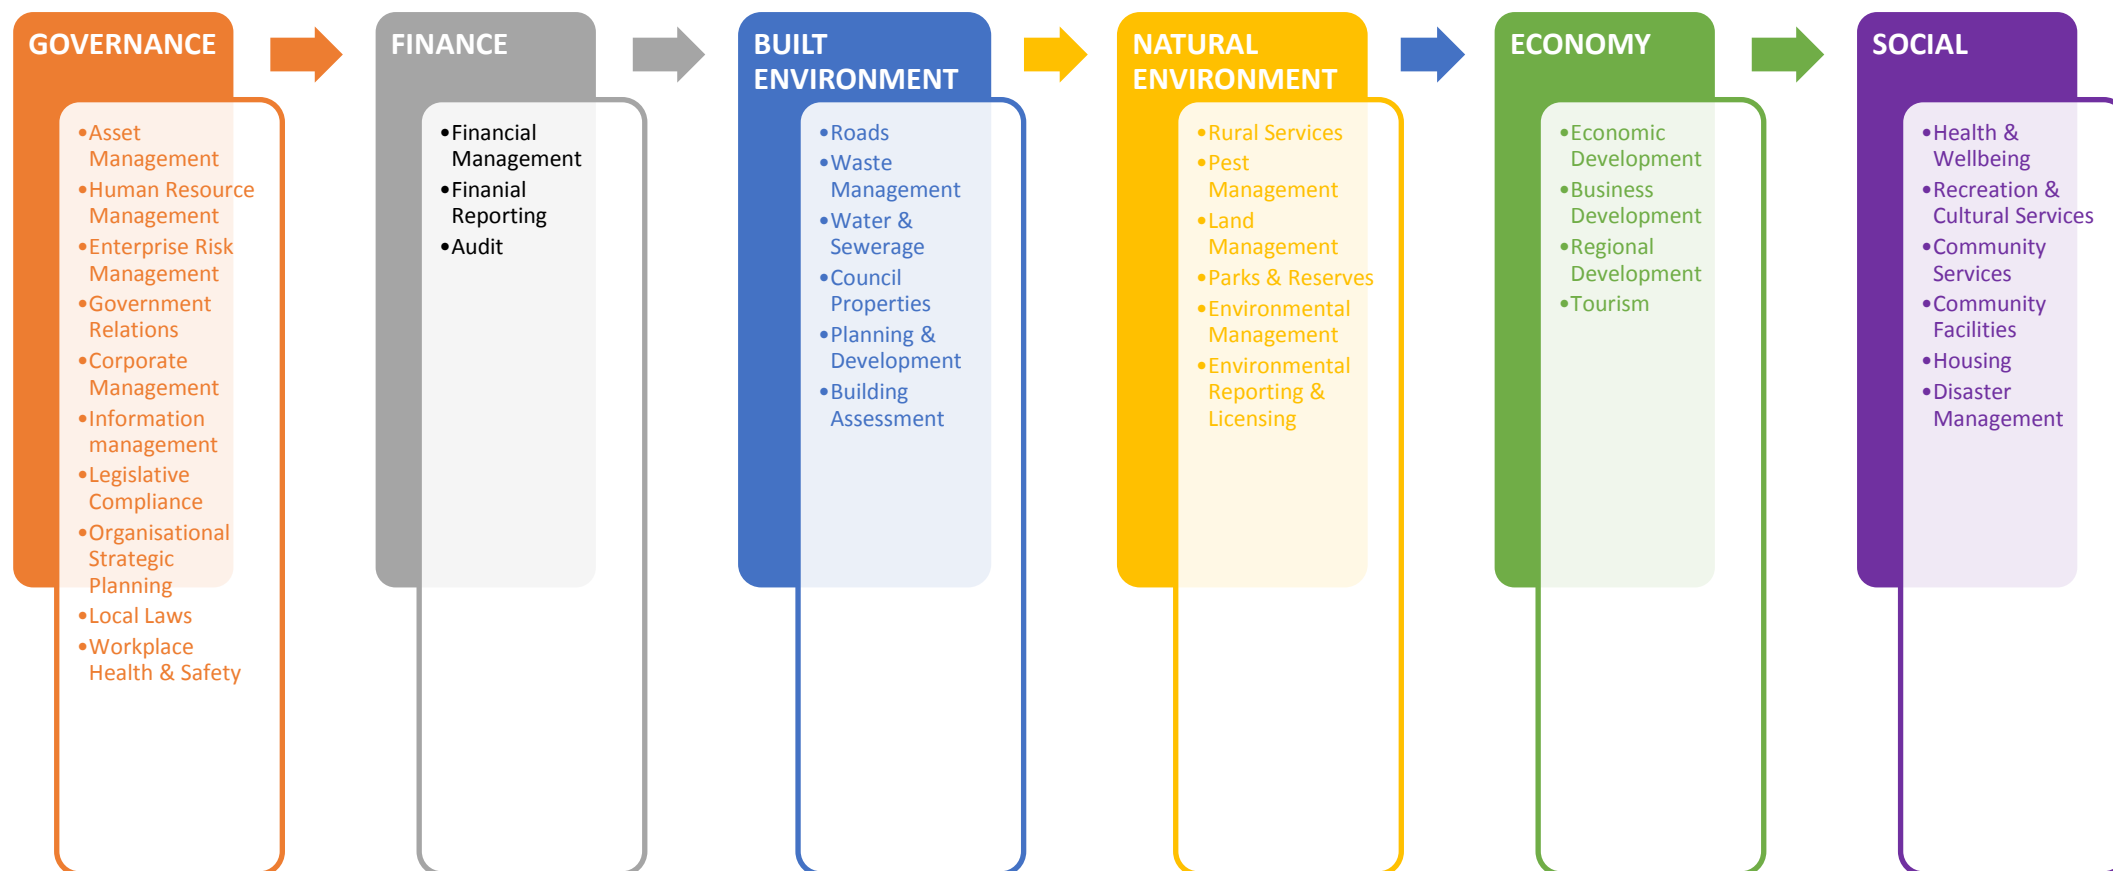 GOVERNANCE
•Asset
Management
•Human Resource
Management
•Enterprise Risk
Management
•Government
Relations
•Corporate
Management
•Information
management
•Legislative
Compliance
•Organisational
Strategic
Planning
•Local Laws
•Workplace
Health & Safety
FINANCE
•Financial
Management
•Finanial
Reporting
•Audit
BUILT
ENVIRONMENT
•Roads
•Waste
Management
•Water &
Sewerage
•Council
Properties
•Planning &
Development
•Building
Assessment
NATURAL
ENVIRONMENT
•Rural Services
•Pest
Management
•Land
Management
•Parks & Reserves
•Environmental
Management
•Environmental
Reporting &
Licensing
ECONOMY
•Economic
Development
•Business
Development
•Regional
Development
•Tourism
SOCIAL
•Health &
Wellbeing
•Recreation &
Cultural Services
•Community
Services
•Community
Facilities
•Housing
•Disaster
Management